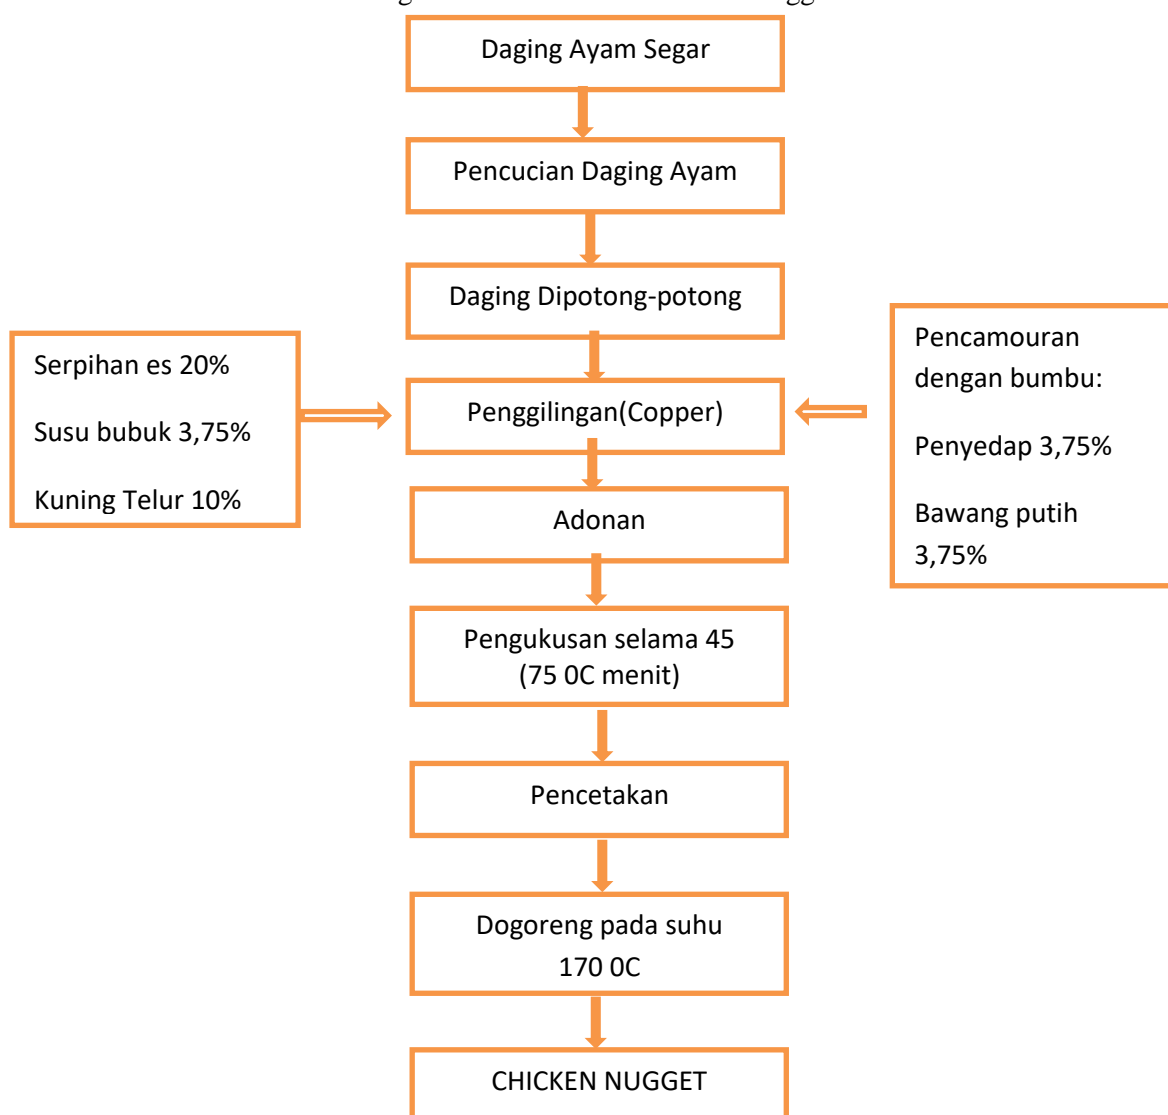 Daging Ayam Segar
Pencucian Daging Ayam
Daging Dipotong-potong
Serpihan es 20%
Susu bubuk 3,75%
Kuning Telur 10%
Penggilingan(Copper)
Pencamouran
dengan bumbu:
Penyedap 3,75%
Bawang putih
3,75%
Adonan
Pengukusan selama 45
(75 0C menit)
Pencetakan
Dogoreng pada suhu
170 0C
CHICKEN NUGGET